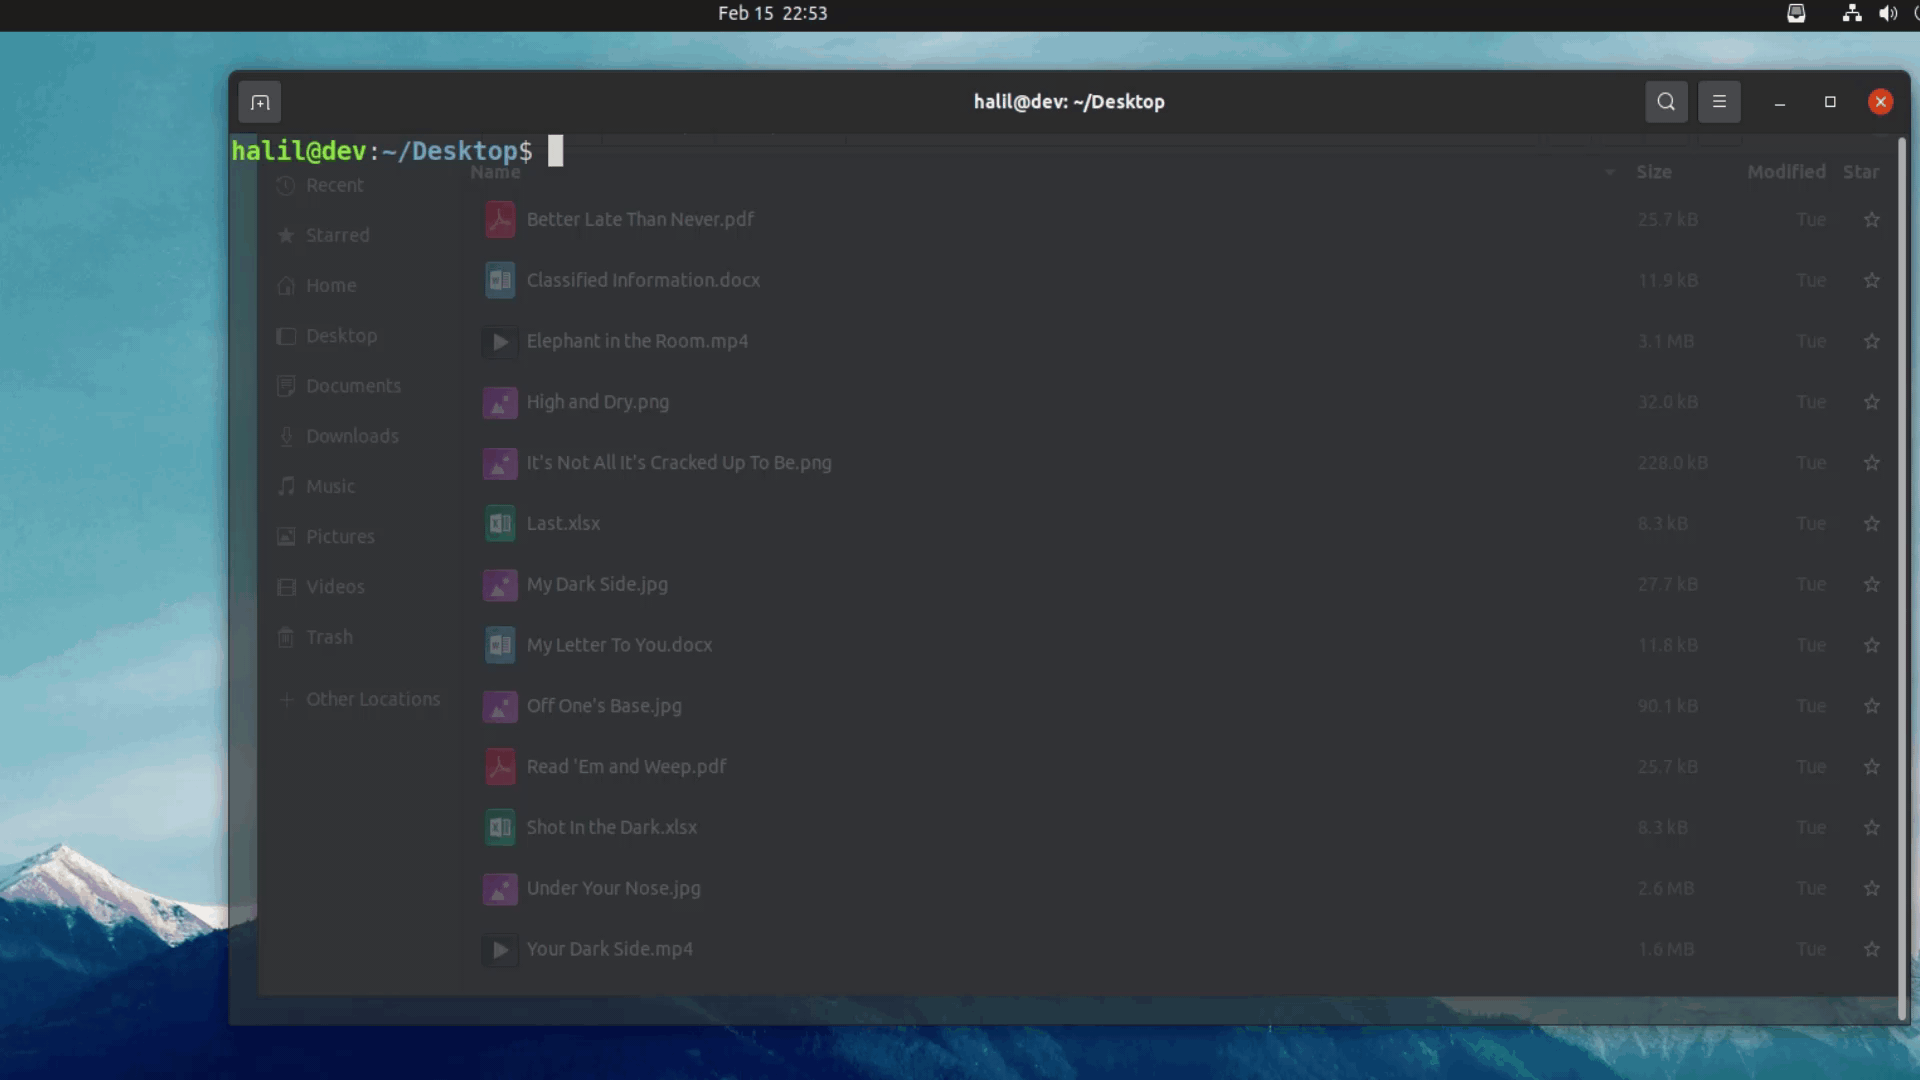 Feb 15 22:53
halil@dev: ~/Desktop
halil@dev:~/Desktop$
Name Size Modified Star
Recent
Starred
Home
Desktop
Documents
Downloads
Music
Pictures
Videos
Trash
Other Locations
Better Late Than Never.pdf 25.7 kB Tue
Classified Information.docx 11.9 kB Tue
Elephant in the Room.mp4 3.1 MB Tue
High and Dry.png 32.0 kB Tue
It's Not All It's Cracked Up To Be.png 228.0 kB Tue
Last.xlsx 8.3 kB Tue
My Dark Side.jpg 27.7 kB Tue
My Letter To You.docx 11.8 kB Tue
Off One's Base.jpg 90.1 kB Tue
Read 'Em and Weep.pdf 25.7 kB Tue
Shot In the Dark.xlsx 8.3 kB Tue
Under Your Nose.jpg 2.6 MB Tue
Your Dark Side.mp4 1.6 MB Tue